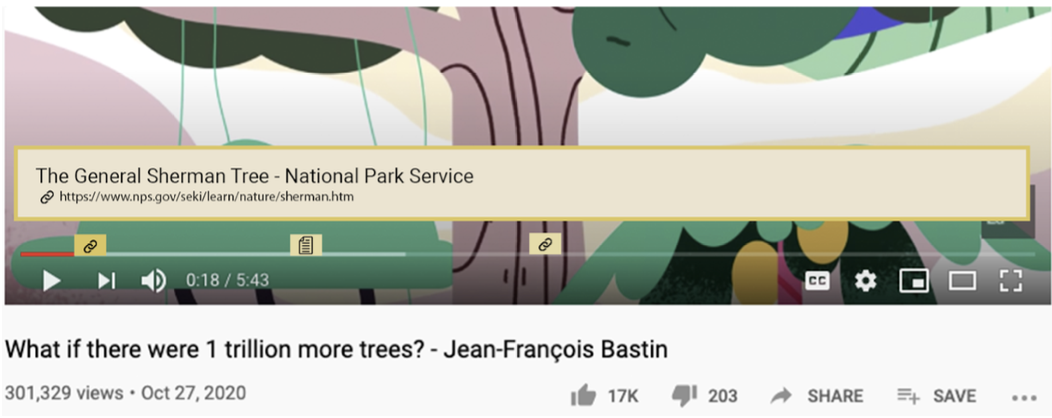 The General Sherman Tree - National Park Service
https://www.nps.gov/seki/learn/nature/sherman.htm
0:18 / 5:43
CC
What if there were 1 trillion more trees? - Jean-François Bastin
301,329 views • Oct 27, 2020
17K
203
SHARE
SAVE